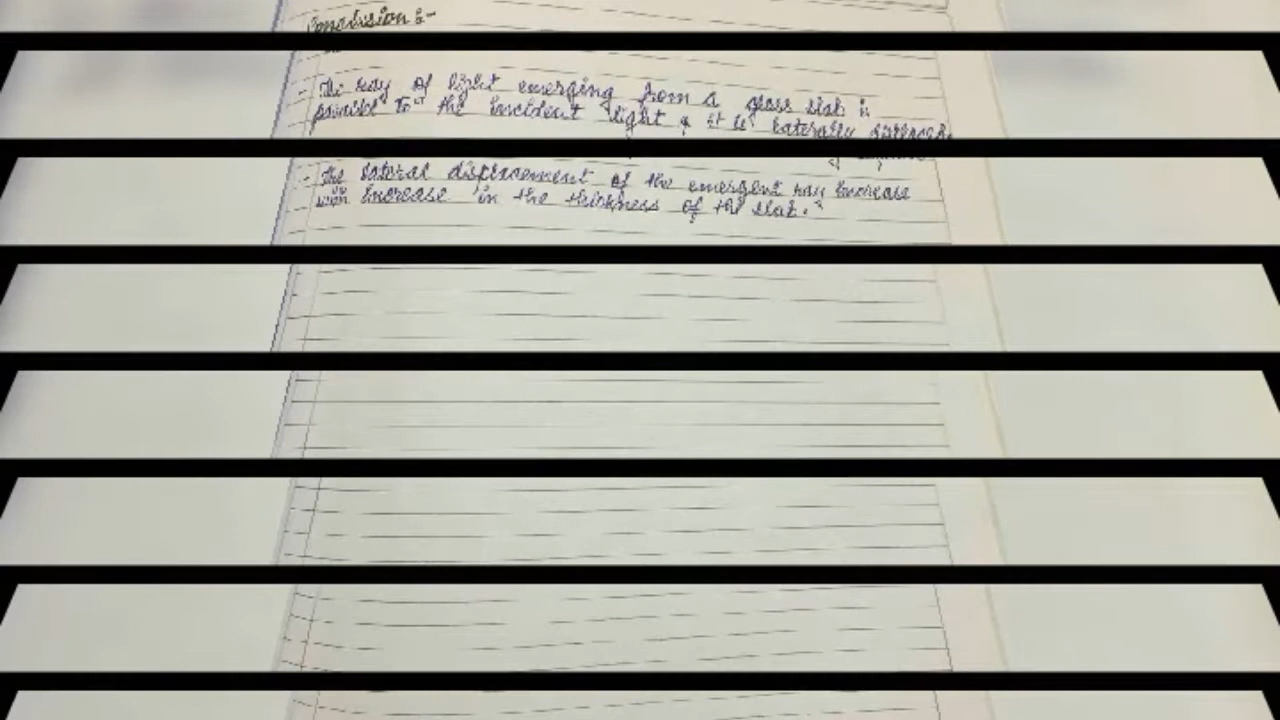 Conclusion :-
- The ray of light emerging from a glass slab is
parallel to the incident light & it is laterally
- The lateral displacement of the emergent ray increase
with increase in the thickness of the slab.